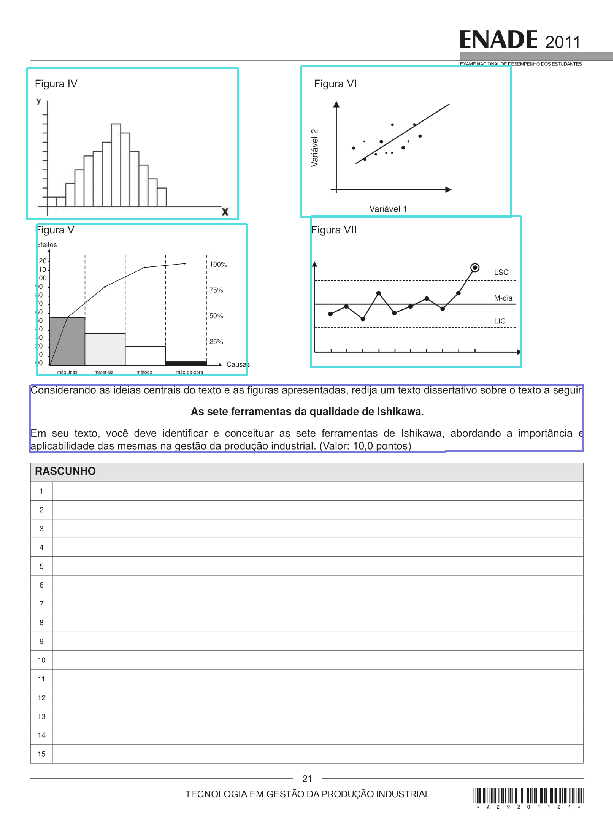 ENADE 2011
EXAME NACIONAL DE DESEMPENHO DOS ESTUDANTES
Figura IV
Y
X
Figura VI
Variável 2
Variável 1
Figura V
100%
75%
50%
25%
Causas
Figura VII
LSC
LIC
Considerando as ideias centrais do texto e as figuras apresentadas, redija um texto dissertativo sobre o texto a seguir
As sete ferramentas da qualidade de Ishikawa.
Em seu texto, você deve identificar e conceituar as sete ferramentas de Ishikawa, abordando a importância e
aplicabilidade das mesmas na gestão da produção industrial. (Valor: 10,0 pontos)
RASCUNHO
1
2
3
4
5
6
7
8
9
10
11
12
13
14
15
21
TECNOLOGIA EM GESTÃO DA PRODUÇÃO INDUSTRIAL